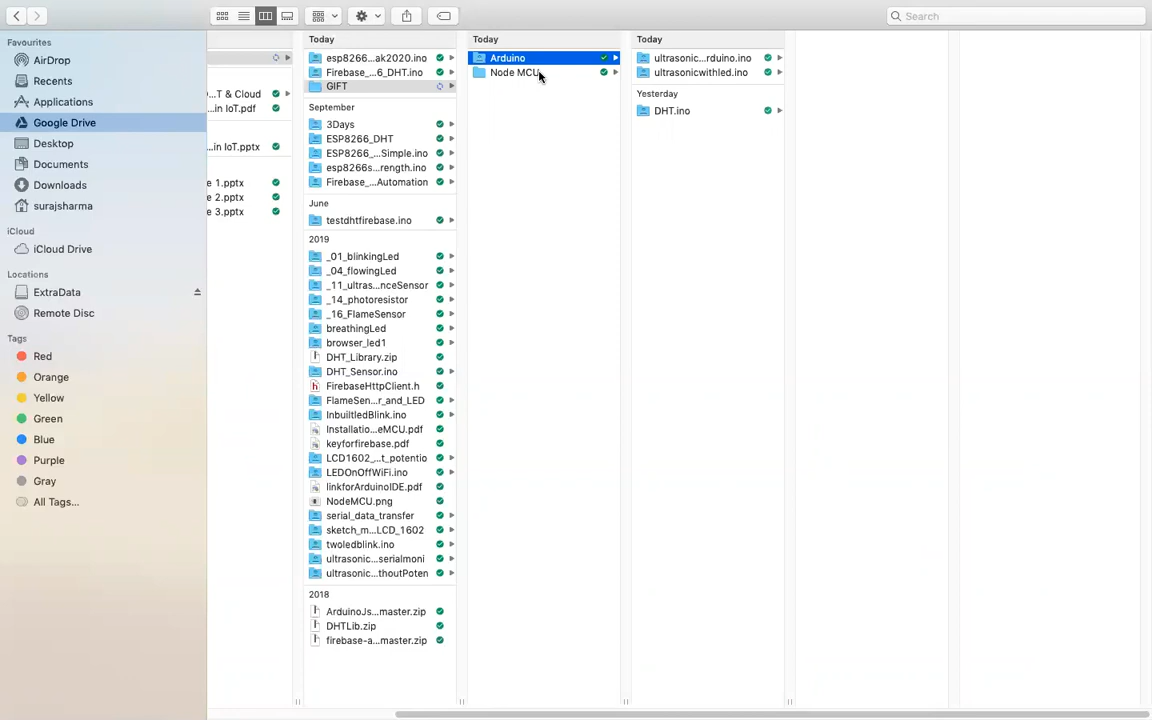 Search
Favourites
AirDrop
Recents
Applications
Google Drive
Desktop
Documents
Downloads
surajsharma
iCloud
iCloud Drive
Locations
ExtraData
Remote Disc
Tags
Red
Orange
Yellow
Green
Blue
Purple
Gray
All Tags...
...T & Cloud
...in IoT.pdf
...in IoT.pptx
e 1.pptx
e 2.pptx
e 3.pptx
Today
esp8266...ak2020.ino
Firebase_...6_DHT.ino
GIFT
September
3Days
ESP8266_DHT
ESP8266_...Simple.ino
esp8266s...rength.ino
Firebase_...Automation
June
testdhtfirebase.ino
2019
_01_blinkingLed
_04_flowingLed
_11_ultras...nceSensor
_14_photoresistor
_16_FlameSensor
breathingLed
browser_led1
DHT_Library.zip
DHT_Sensor.ino
FirebaseHttpClient.h
FlameSen...r_and_LED
InbuiltledBlink.ino
Installatio...eMCU.pdf
keyforfirebase.pdf
LCD1602_...t_potentio
LEDOnOffWiFi.ino
linkforArduinoIDE.pdf
NodeMCU.png
serial_data_transfer
sketch_m...LCD_1602
twoledblink.ino
ultrasonic...serialmoni
ultrasonic...thoutPoten
2018
ArduinoJs...master.zip
DHTLib.zip
firebase-a...master.zip
Today
Arduino
Node MCU
Today
ultrasonic...rduino.ino
ultrasonicwithled.ino
Yesterday
DHT.ino